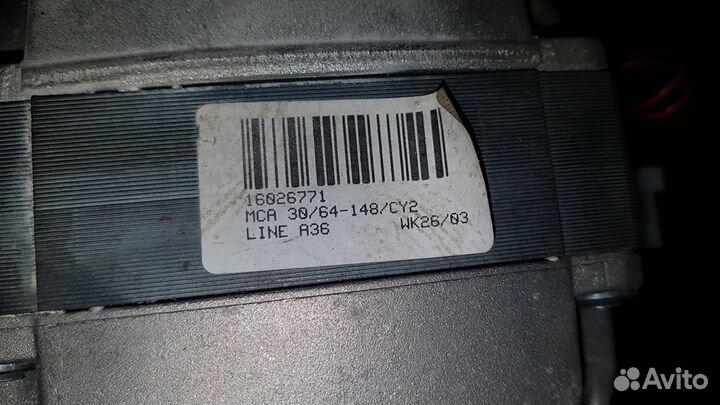 16026771
MCA 30/64-148/CY2
LINE A36 WK26/03
Avito